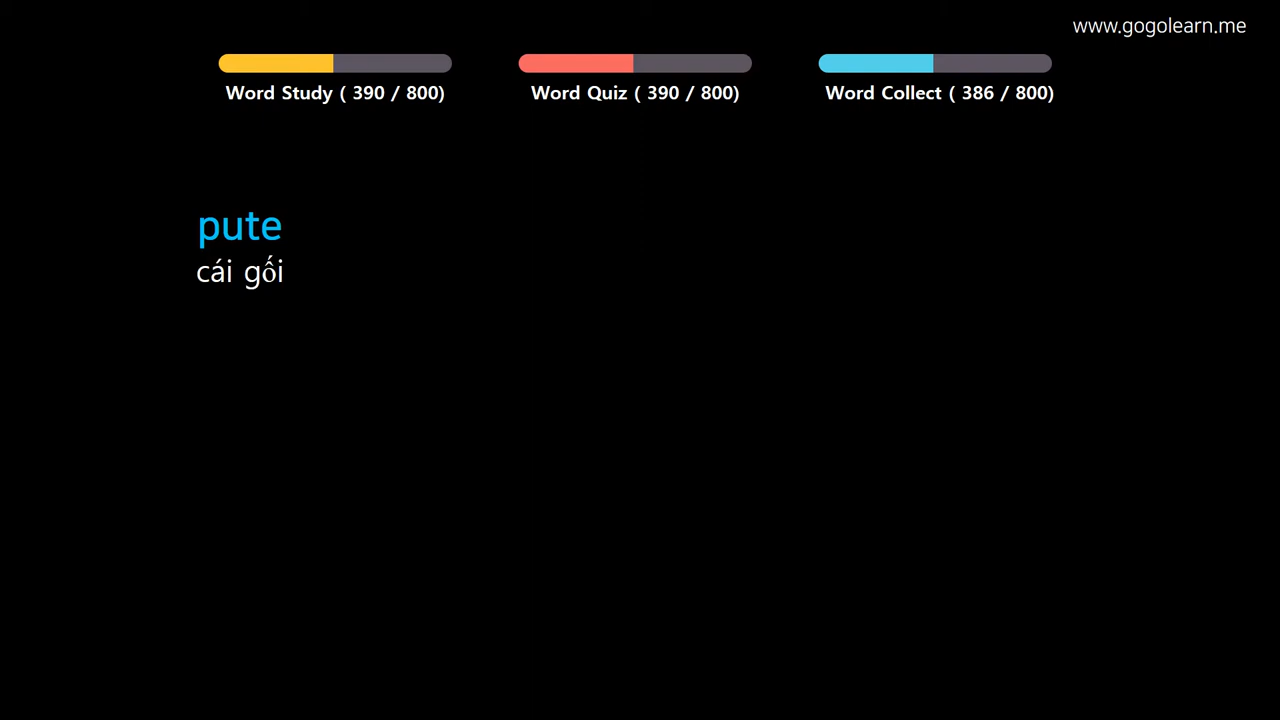 www.gogolearn.me
Word Study ( 390 / 800)
Word Quiz ( 390 / 800)
Word Collect ( 386 / 800)
pute
cái gối